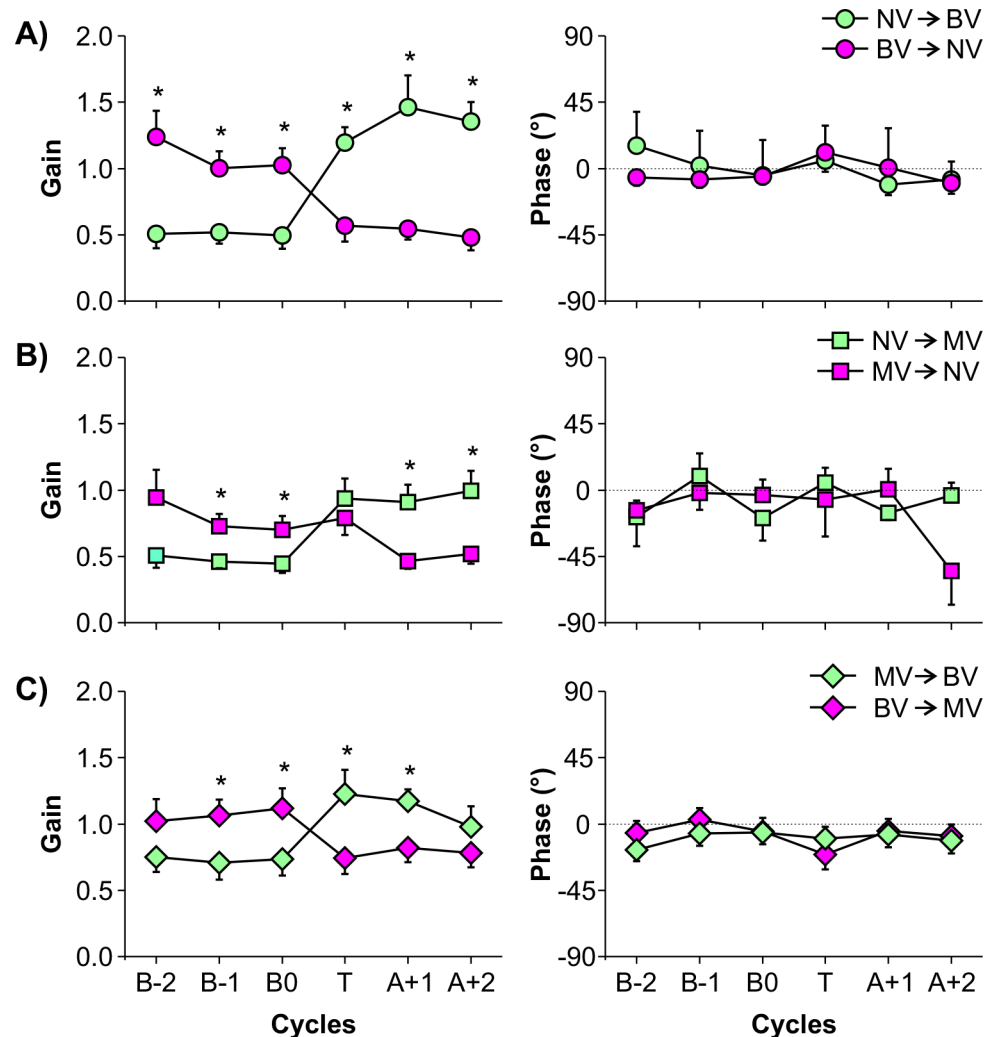 A)
Gain
2.0
1.5
1.0
0.5
0.0
* * * * * *
Phase (°)
90
45
0
-45
-90
NV → BV
BV → NV
B)
Gain
2.0
1.5
1.0
0.5
0.0
* * * *
Phase (°)
90
45
0
-45
-90
NV → MV
MV → NV
C)
Gain
2.0
1.5
1.0
0.5
0.0
* * * *
B-2 B-1 B0 T A+1 A+2
Cycles
Phase (°)
90
45
0
-45
-90
MV → BV
BV → MV
B-2 B-1 B0 T A+1 A+2
Cycles